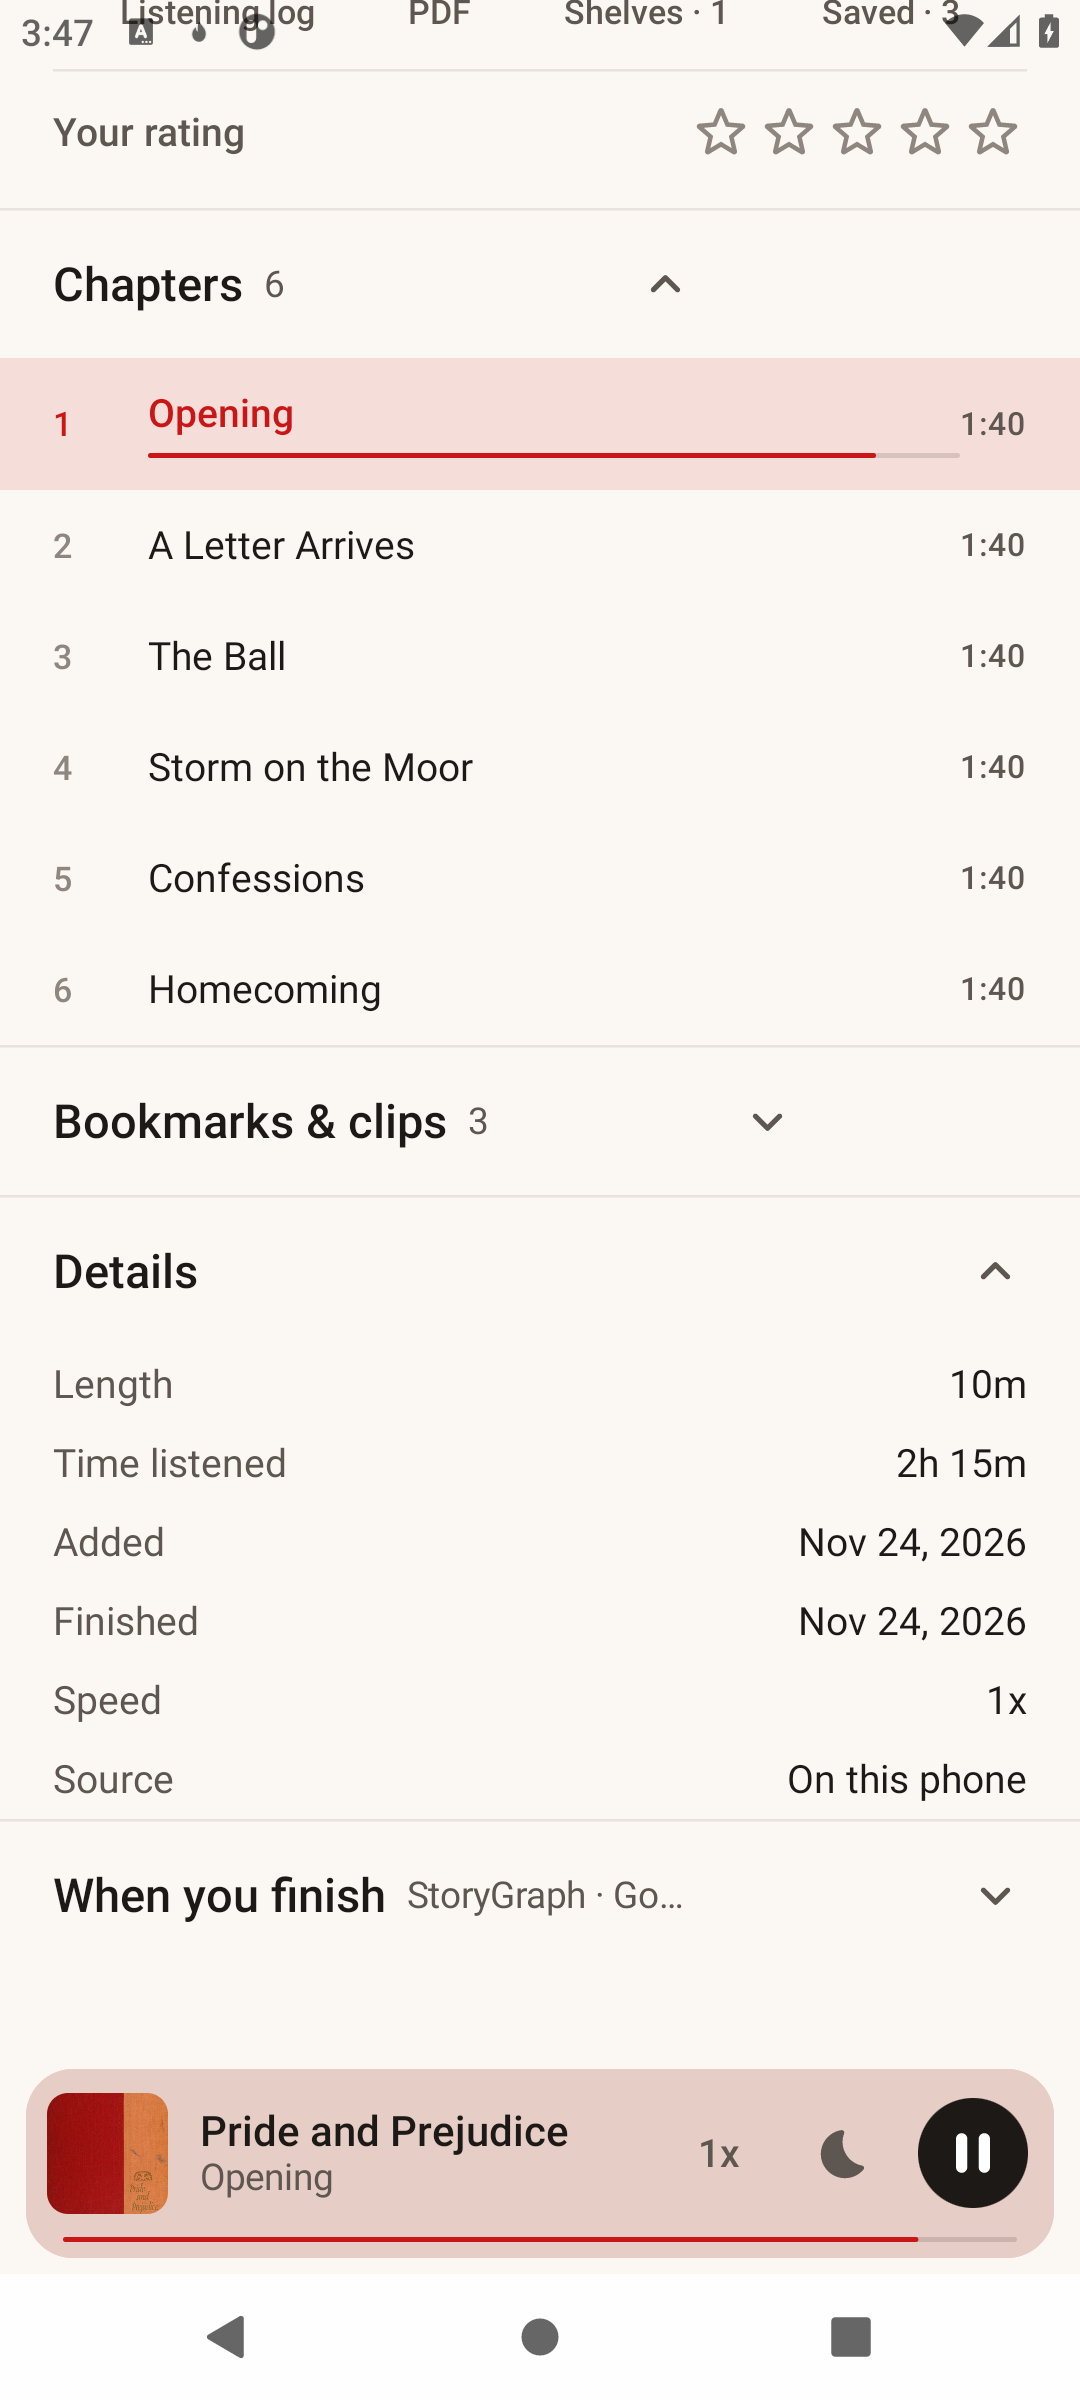 Listening log PDF Shelves · 1 Saved · 3
3:47
Your rating
Chapters 6
1 Opening 1:40
2 A Letter Arrives 1:40
3 The Ball 1:40
4 Storm on the Moor 1:40
5 Confessions 1:40
6 Homecoming 1:40
Bookmarks & clips 3
Details
Length 10m
Time listened 2h 15m
Added Nov 24, 2026
Finished Nov 24, 2026
Speed 1x
Source On this phone
When you finish StoryGraph · Go...
Pride and Prejudice
Opening
1x
Pride
and
Prejudice